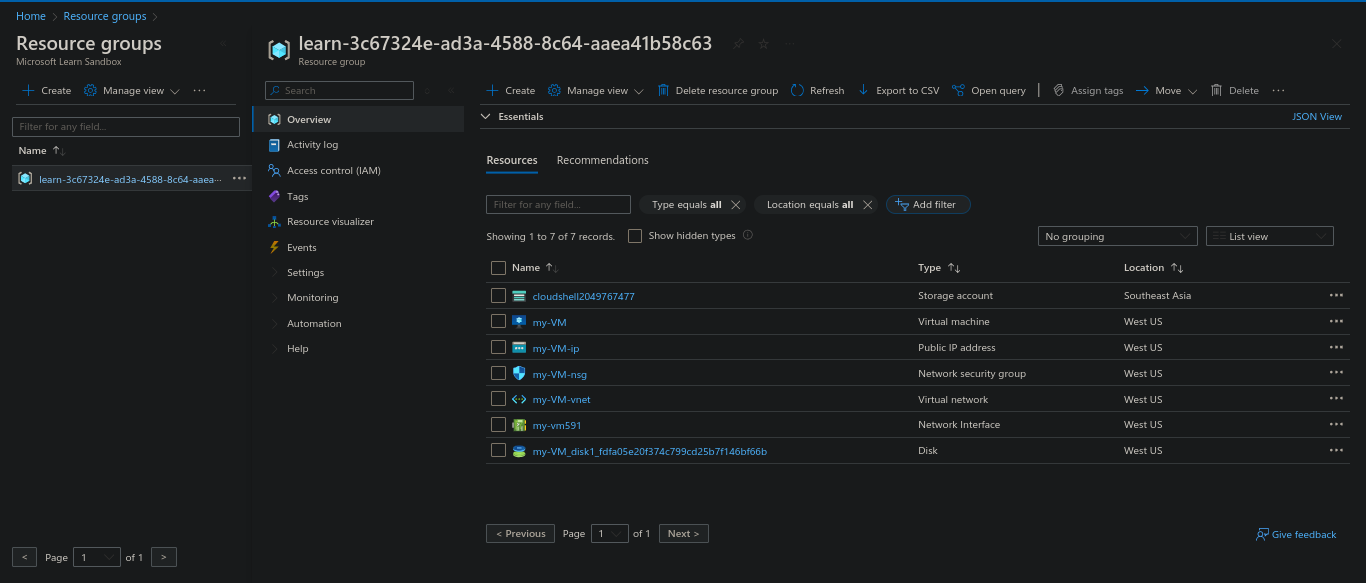 Home > Resource groups >
Resource groups
Microsoft Learn Sandbox
+ Create Manage view ···
Filter for any field...
Name ↑↓
learn-3c67324e-ad3a-4588-8c64-aaea··· ···
< Page 1 of 1 >
learn-3c67324e-ad3a-4588-8c64-aaea41b58c63
Resource group
Search
Overview
Activity log
Access control (IAM)
Tags
Resource visualizer
Events
Settings
Monitoring
Automation
Help
+ Create Manage view Delete resource group Refresh Export to CSV Open query | Assign tags Move Delete ···
Essentials JSON View
Resources Recommendations
Filter for any field... Type equals all Location equals all Add filter
Showing 1 to 7 of 7 records. Show hidden types No grouping List view
Name ↑↓ Type ↑↓ Location ↑↓
cloudshell2049767477 Storage account Southeast Asia ···
my-VM Virtual machine West US ···
my-VM-ip Public IP address West US ···
my-VM-nsg Network security group West US ···
my-VM-vnet Virtual network West US ···
my-vm591 Network Interface West US ···
my-VM_disk1_fdfa05e20f374c799cd25b7f146bf66b Disk West US ···
< Previous Page 1 of 1 Next > Give feedback